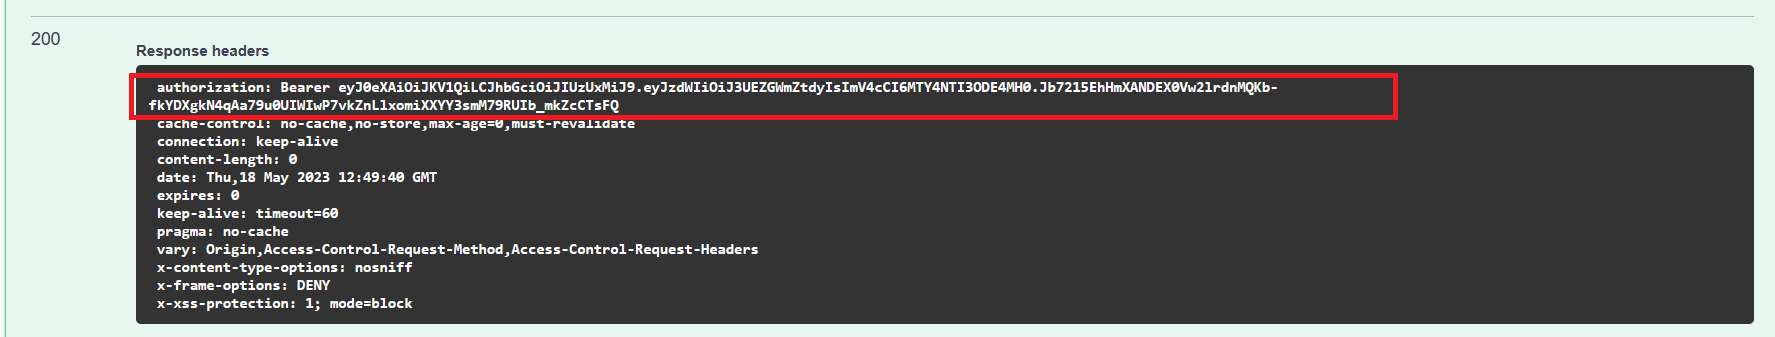 200
Response headers
authorization: Bearer eyJ0eXAiOiJKV1QiLCJhbGciOiJIUzUxMiJ9.eyJzdWIiOiJ3UEZGWmZtdyIsImV4cCI6MTY4NTI3ODE4MH0.Jb7215EhHmXANDEX0Vw2lrdnMQKb-
fkYDXgkN4qAa79u0UIWIwP7vkZnLlxomiXXYY3smM79RUIb_mkZcCTsFQ
cache-control: no-cache,no-store,max-age=0,must-revalidate
connection: keep-alive
content-length: 0
date: Thu,18 May 2023 12:49:40 GMT
expires: 0
keep-alive: timeout=60
pragma: no-cache
vary: Origin,Access-Control-Request-Method,Access-Control-Request-Headers
x-content-type-options: nosniff
x-frame-options: DENY
x-xss-protection: 1; mode=block